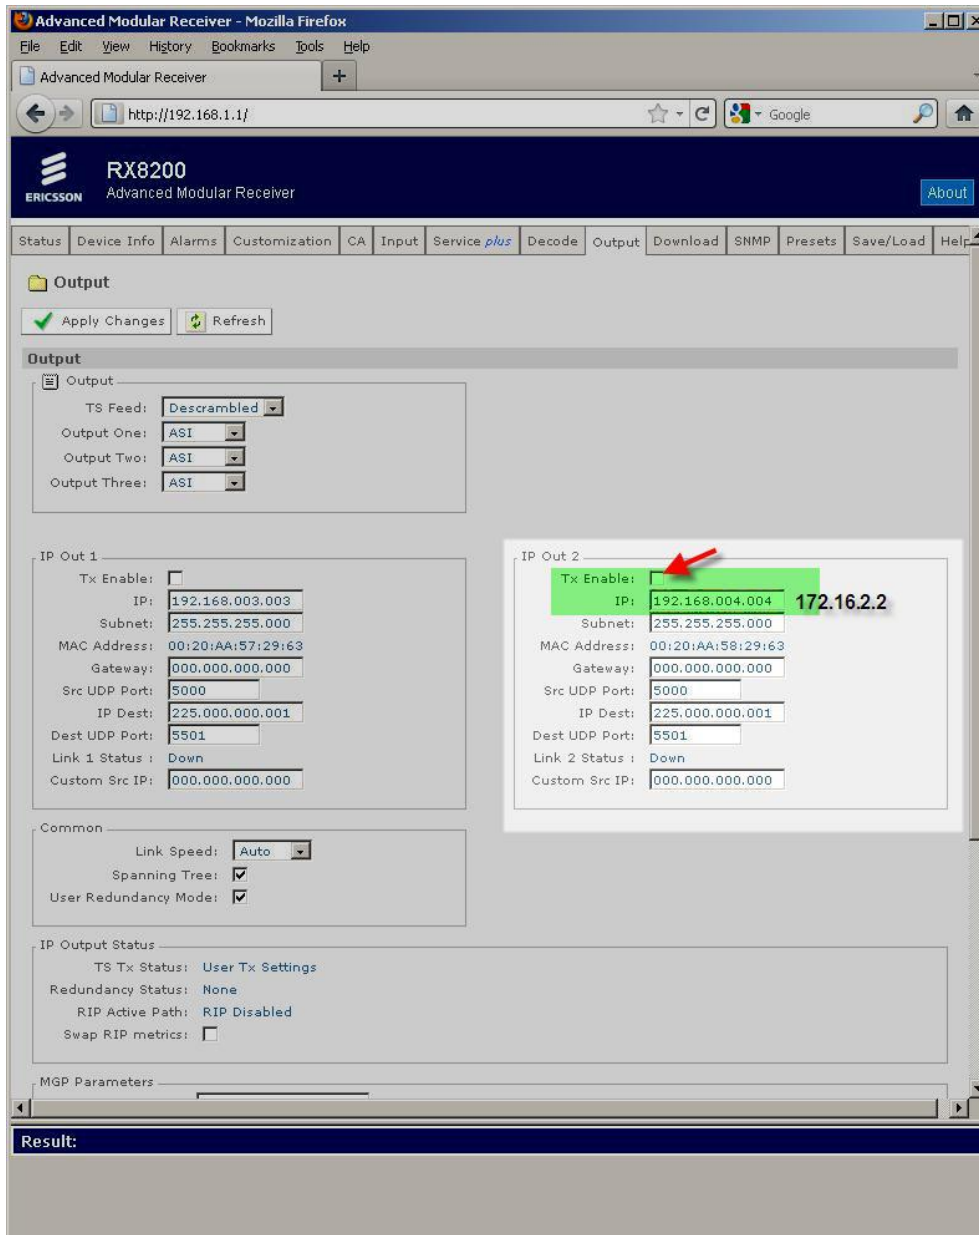 Advanced Modular Receiver - Mozilla Firefox
File Edit View History Bookmarks Tools Help
Advanced Modular Receiver +
http://192.168.1.1/ Google
ERICSSON
RX8200
Advanced Modular Receiver
About
Status Device Info Alarms Customization CA Input Service plus Decode Output Download SNMP Presets Save/Load Help
Output
Apply Changes Refresh
Output
Output
TS Feed: Descrambled
Output One: ASI
Output Two: ASI
Output Three: ASI
IP Out 1
Tx Enable:
IP: 192.168.003.003
Subnet: 255.255.255.000
MAC Address: 00:20:AA:57:29:63
Gateway: 000.000.000.000
Src UDP Port: 5000
IP Dest: 225.000.000.001
Dest UDP Port: 5501
Link 1 Status : Down
Custom Src IP: 000.000.000.000
IP Out 2
Tx Enable:
IP: 192.168.004.004 172.16.2.2
Subnet: 255.255.255.000
MAC Address: 00:20:AA:58:29:63
Gateway: 000.000.000.000
Src UDP Port: 5000
IP Dest: 225.000.000.001
Dest UDP Port: 5501
Link 2 Status : Down
Custom Src IP: 000.000.000.000
Common
Link Speed: Auto
Spanning Tree:
User Redundancy Mode:
IP Output Status
TS Tx Status: User Tx Settings
Redundancy Status: None
RIP Active Path: RIP Disabled
Swap RIP metrics:
MGP Parameters
Result: